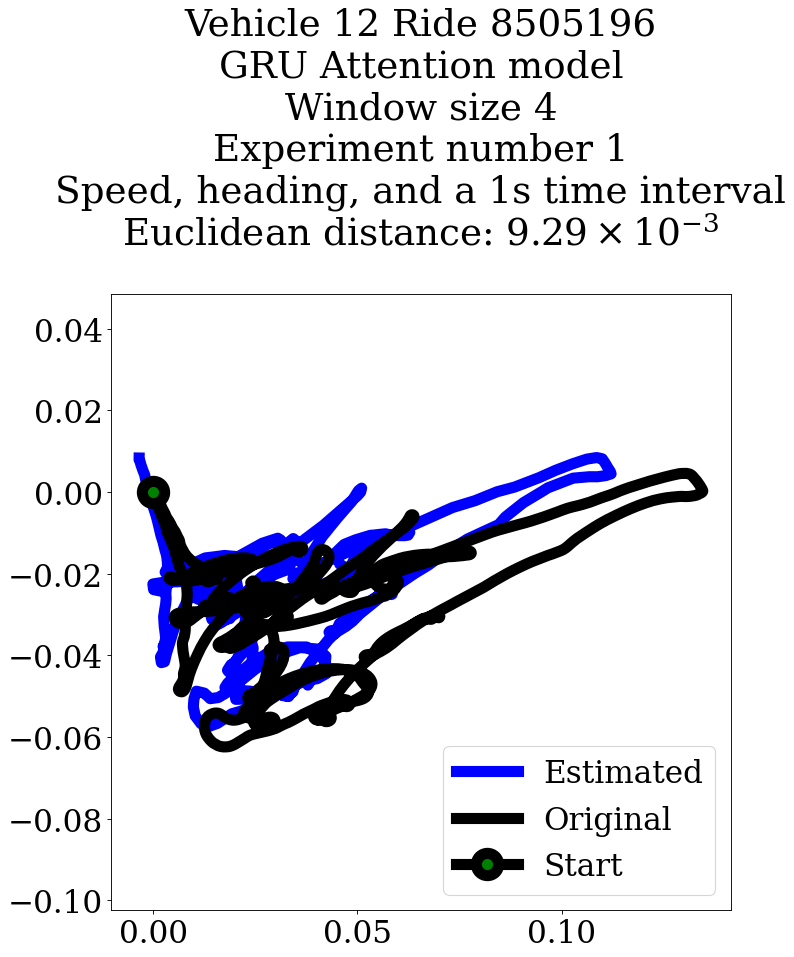 Vehicle 12 Ride 8505196
GRU Attention model
Window size 4
Experiment number 1
Speed, heading, and a 1s time interval
Euclidean distance: 9.29 × 10⁻³
0.04
0.02
0.00
−0.02
−0.04
−0.06
−0.08
−0.10
0.00 0.05 0.10
Estimated
Original
Start